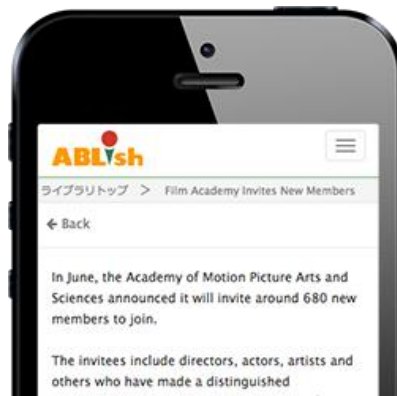 ABLish
ライブラリトップ > Film Academy Invites New Members
← Back
In June, the Academy of Motion Picture Arts and
Sciences announced it will invite around 680 new
members to join.
The invitees include directors, actors, artists and
others who have made a distinguished